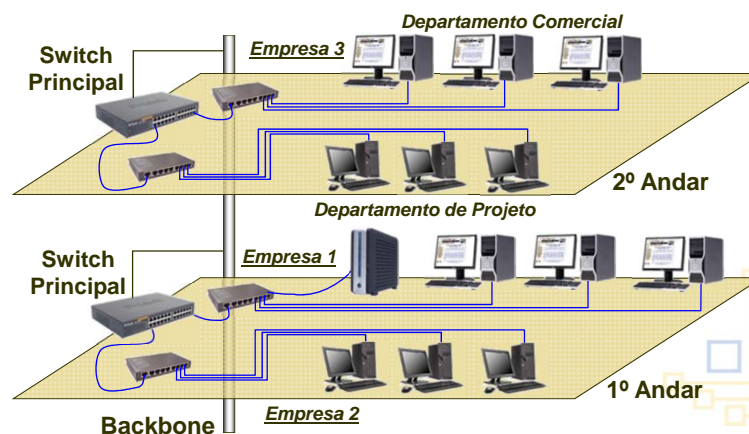 Departamento Comercial
Switch
Principal
Empresa 3
2º Andar
Departamento de Projeto
Switch
Principal
Empresa 1
1º Andar
Backbone
Empresa 2